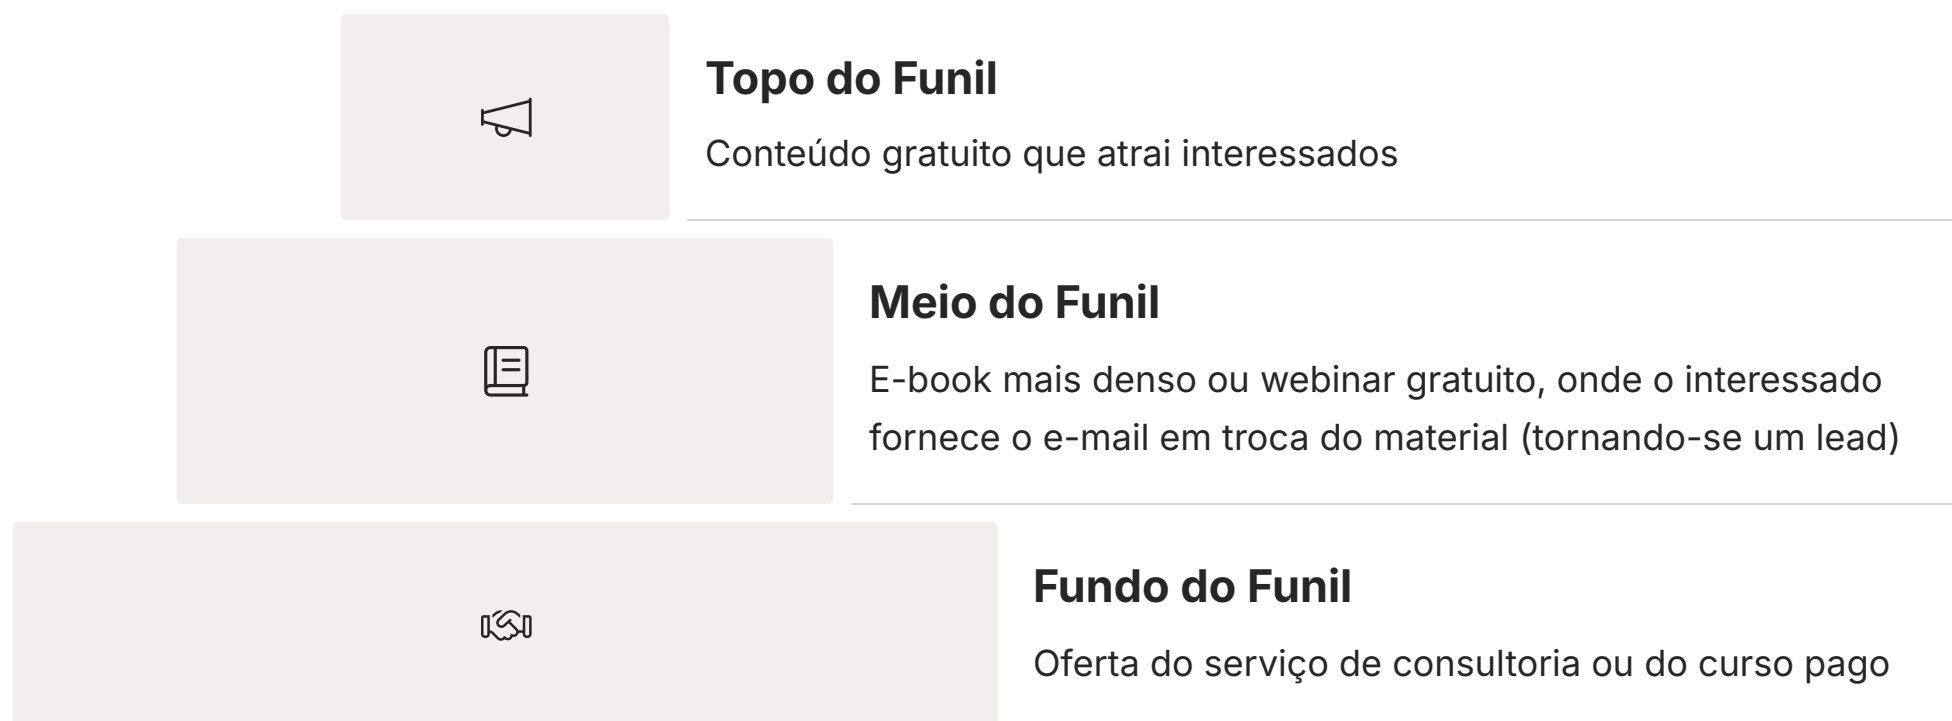 Topo do Funil
Conteúdo gratuito que atrai interessados
Meio do Funil
E-book mais denso ou webinar gratuito, onde o interessado
fornece o e-mail em troca do material (tornando-se um lead)
Fundo do Funil
Oferta do serviço de consultoria ou do curso pago